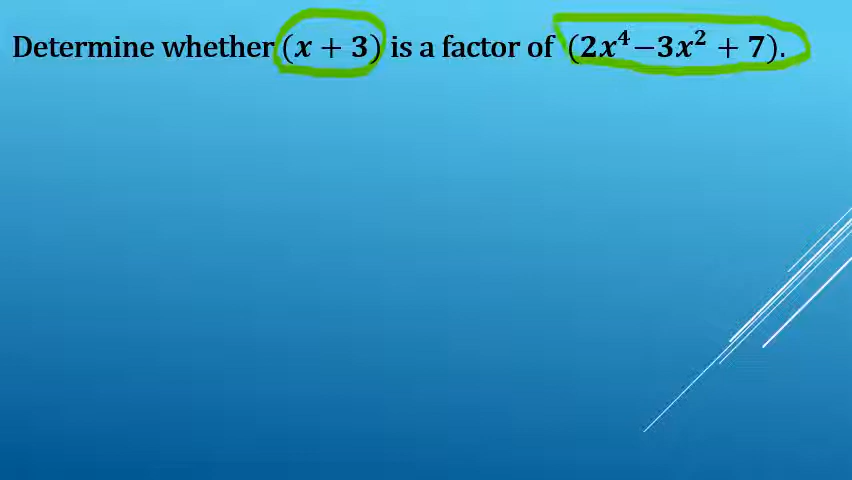 Determine whether (x + 3) is a factor of (2x⁴−3x² + 7).